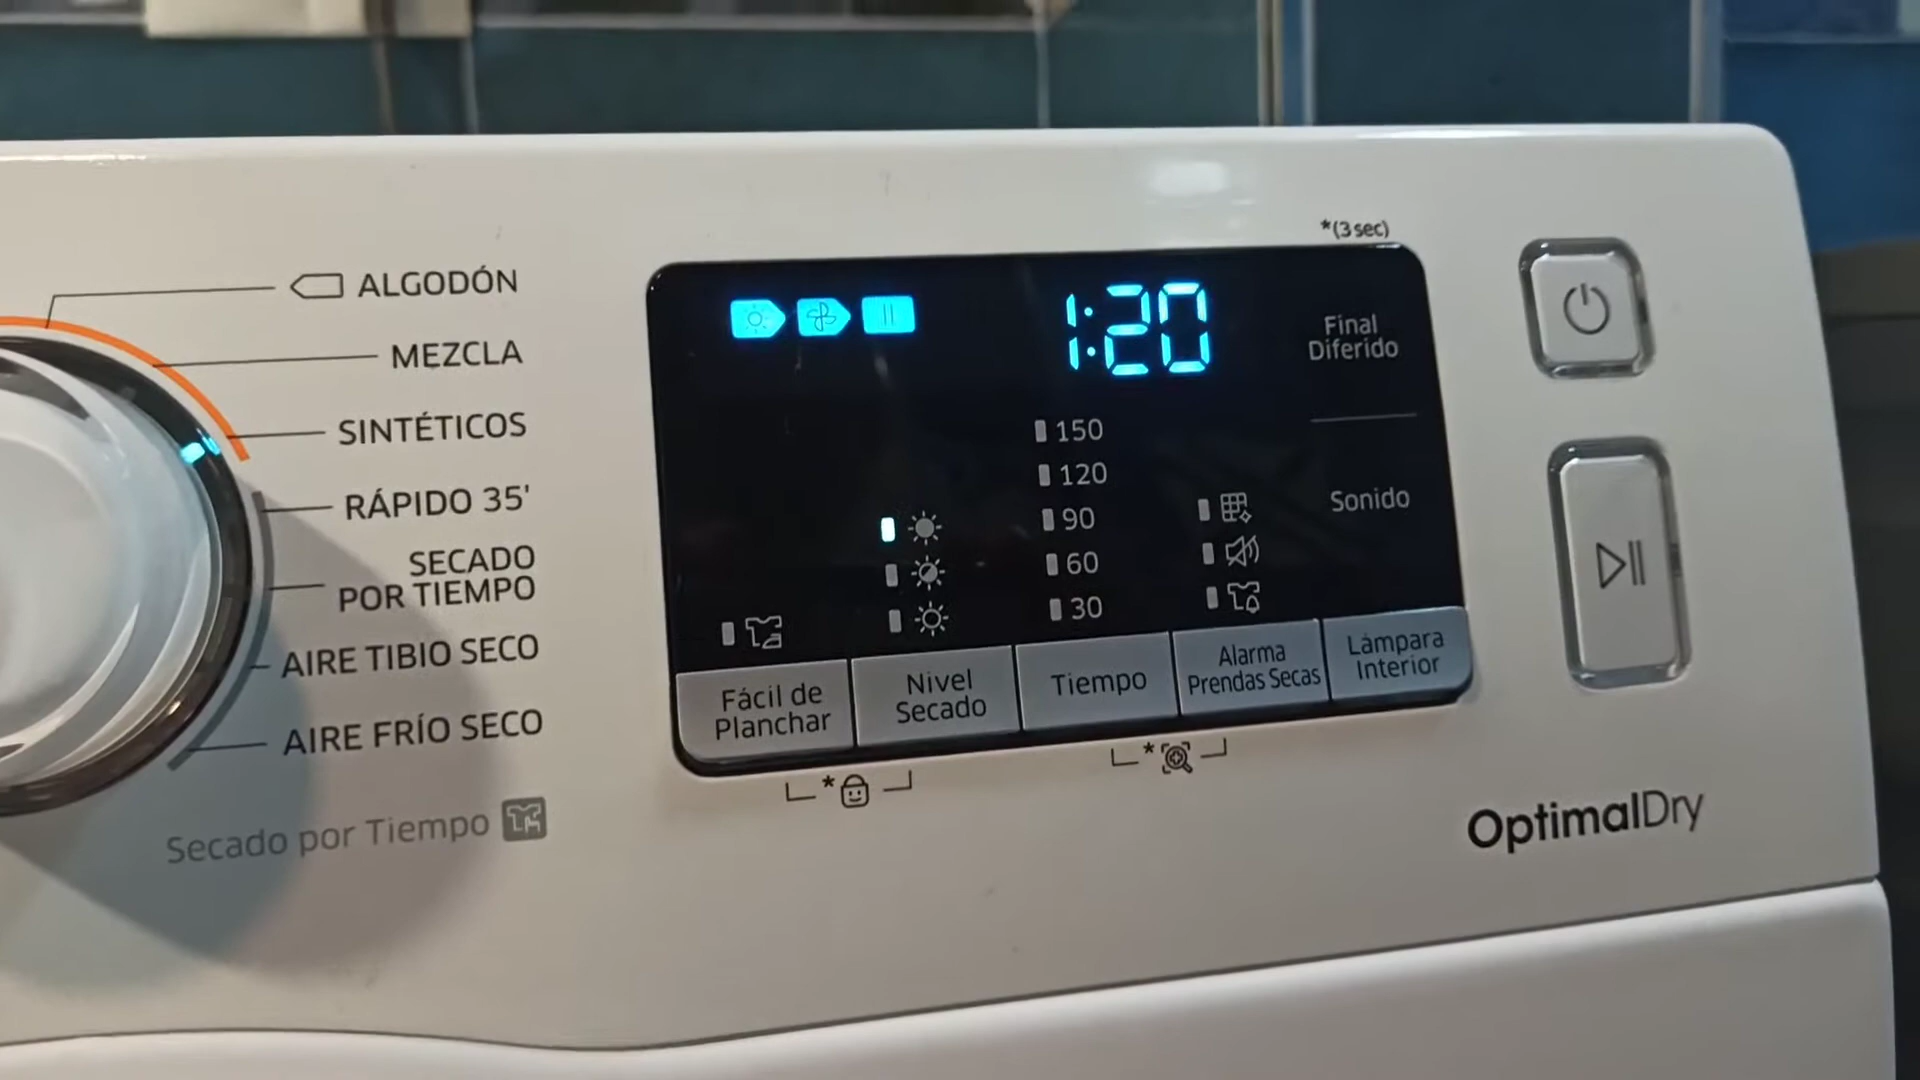 ALGODÓN
MEZCLA
SINTÉTICOS
RÁPIDO 35'
SECADO
POR TIEMPO
AIRE TIBIO SECO
AIRE FRÍO SECO
Secado por Tiempo
*(3 sec)
1:20
Final
Diferido
150
120
90
60
30
Sonido
Fácil de
Planchar
Nivel
Secado
Tiempo
Alarma
Prendas Secas
Lámpara
Interior
*
*
OptimalDry